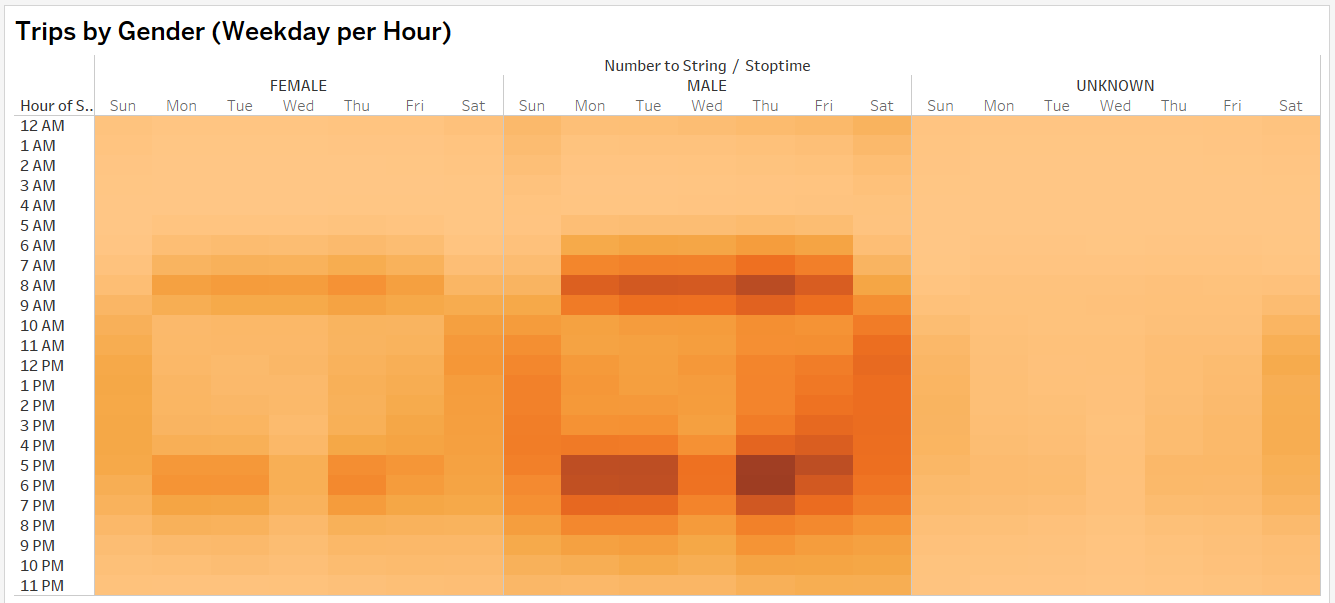 Trips by Gender (Weekday per Hour)
Number to String / Stoptime
FEMALE MALE UNKNOWN
Hour of S.. Sun Mon Tue Wed Thu Fri Sat Sun Mon Tue Wed Thu Fri Sat Sun Mon Tue Wed Thu Fri Sat
12 AM
1 AM
2 AM
3 AM
4 AM
5 AM
6 AM
7 AM
8 AM
9 AM
10 AM
11 AM
12 PM
1 PM
2 PM
3 PM
4 PM
5 PM
6 PM
7 PM
8 PM
9 PM
10 PM
11 PM